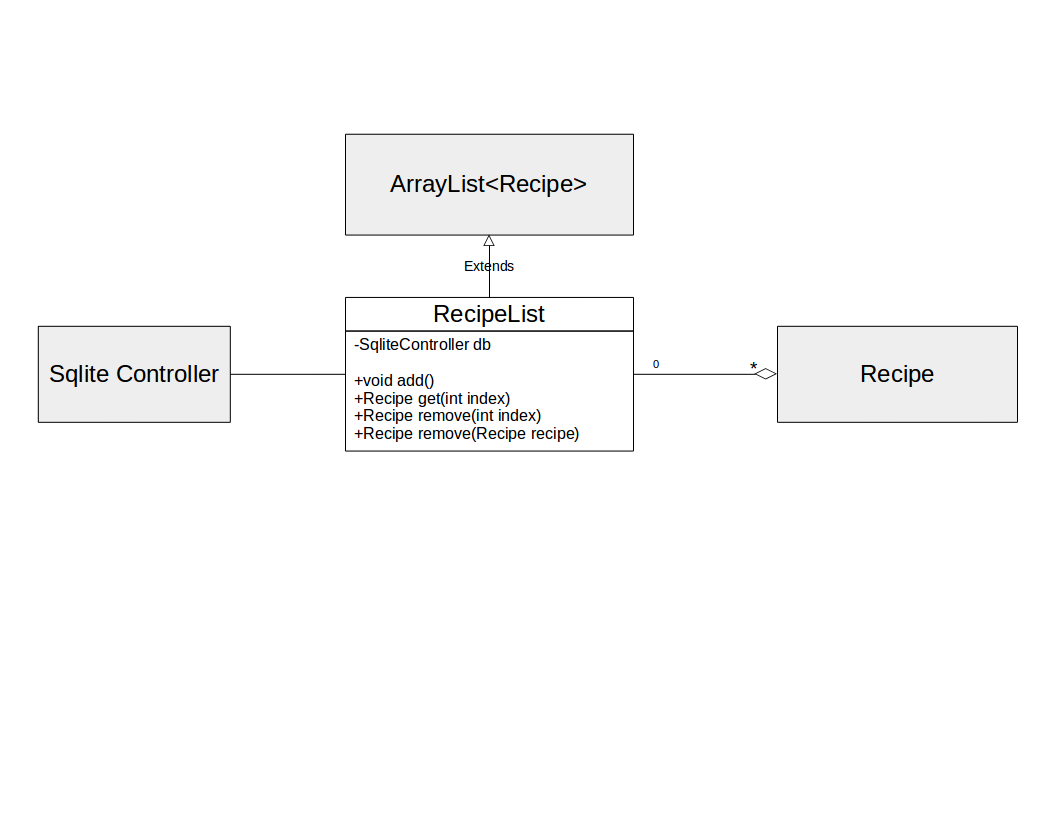 ArrayList<Recipe>
Extends
RecipeList
-SqliteController db
+void add()
+Recipe get(int index)
+Recipe remove(int index)
+Recipe remove(Recipe recipe)
Sqlite Controller
0
*
Recipe